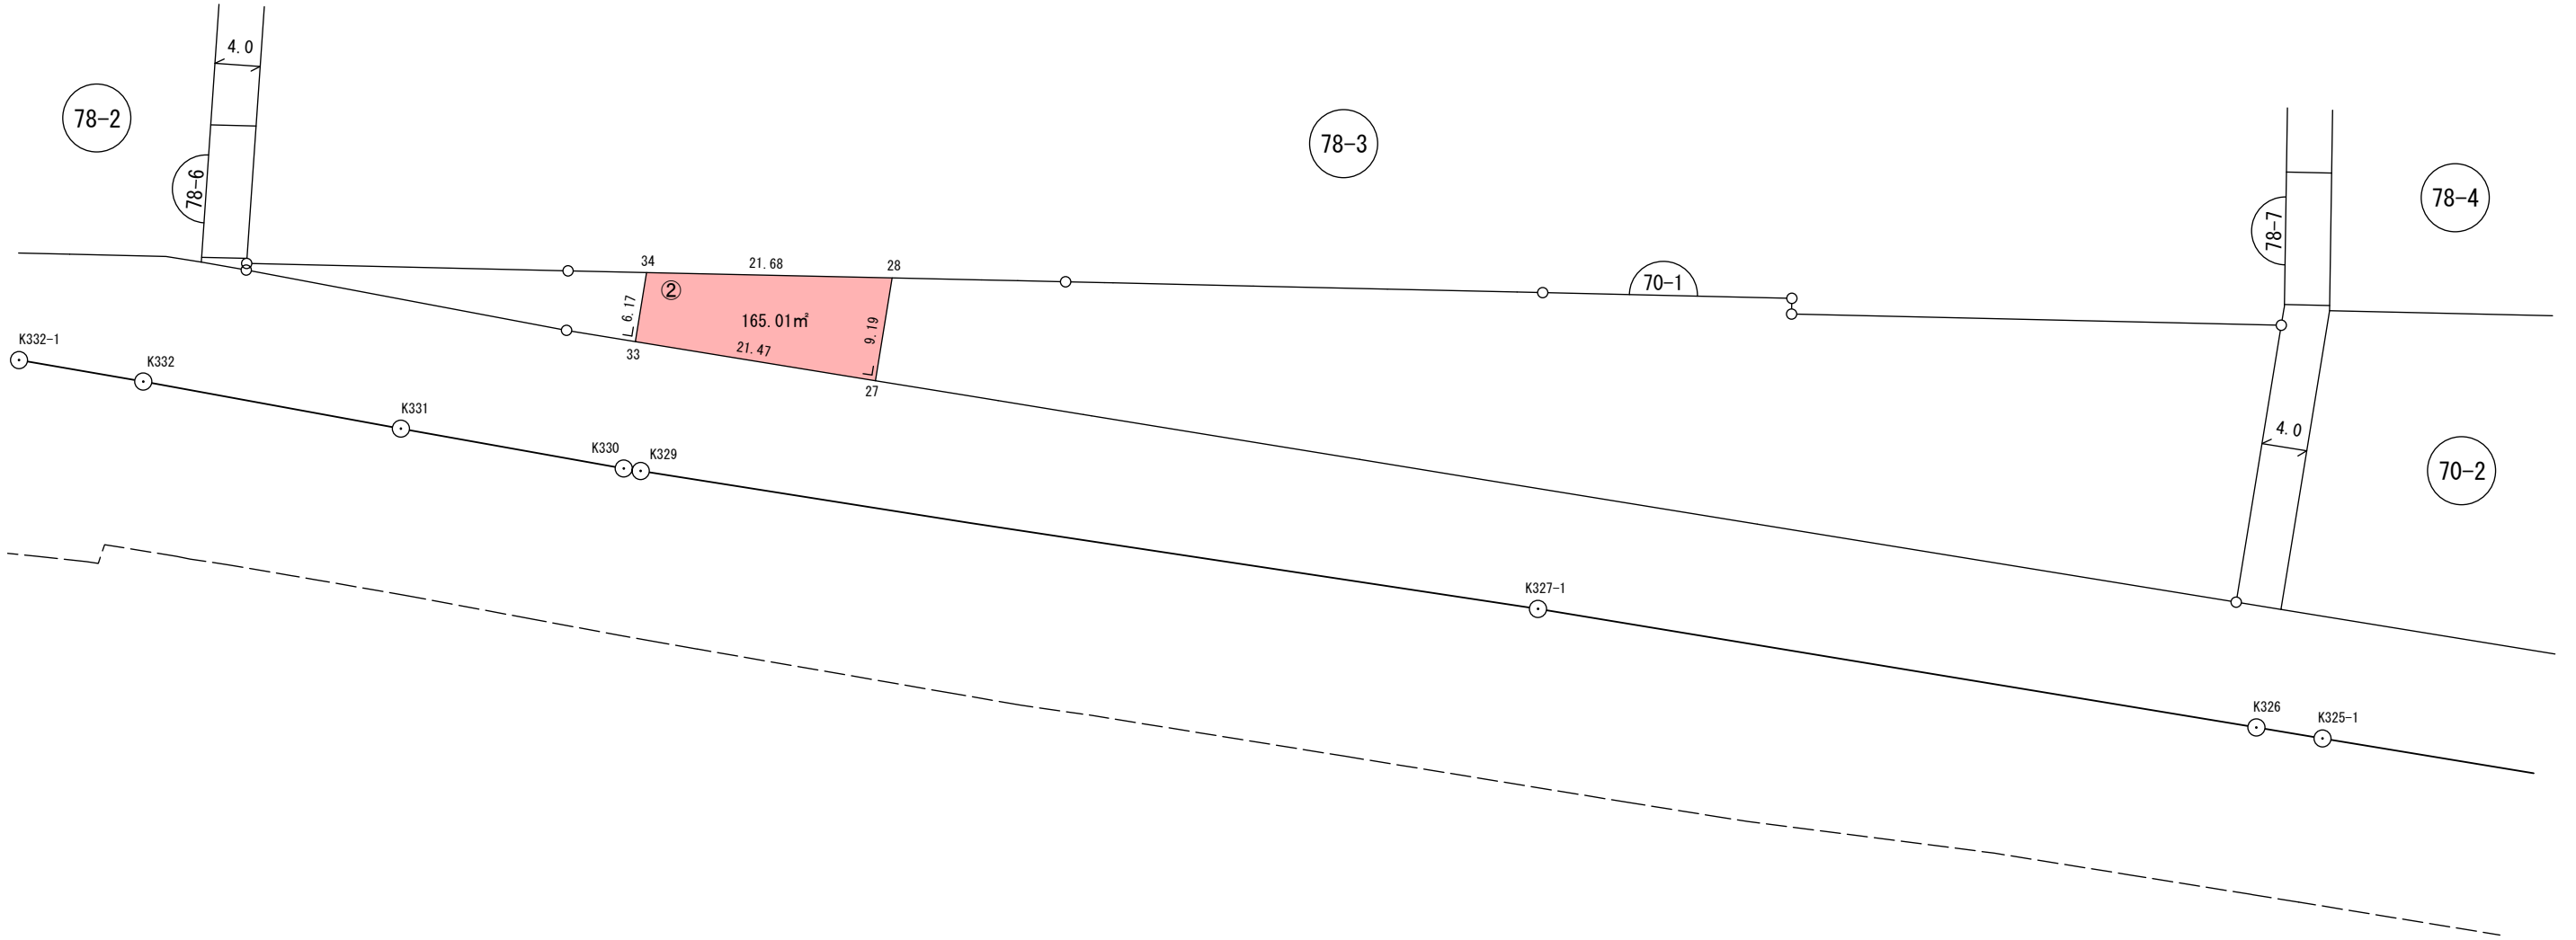 4.0
78-2
78-3
78-6
78-4
78-7
34
21.68
28
②
70-1
6.17
165.01㎡
9.19
K332-1
33
21.47
K332
27
K331
4.0
K330
K329
70-2
K327-1
K326
K325-1